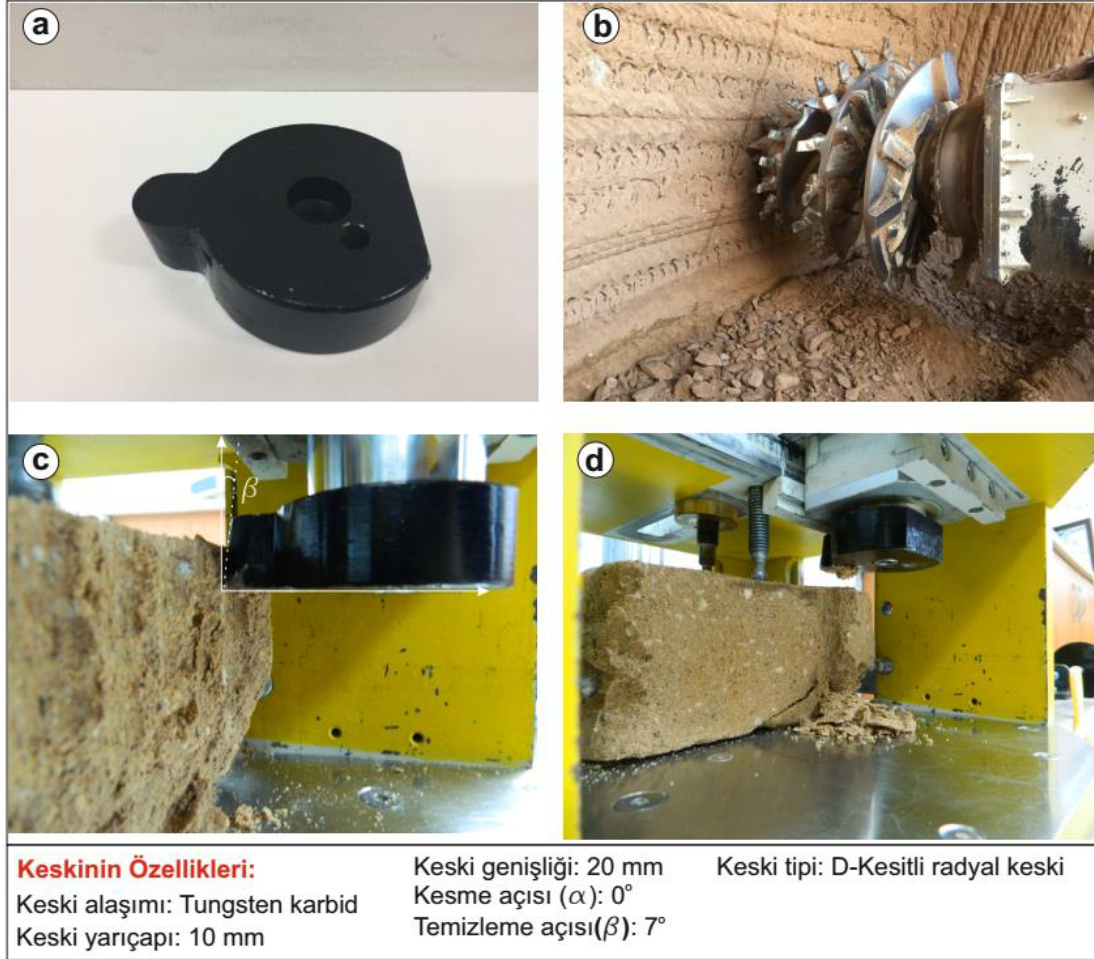 a
b
c
β
d
Keskinin Özellikleri:
Keski alaşımı: Tungsten karbid
Keski yarıçapı: 10 mm
Keski genişliği: 20 mm
Kesme açısı (α): 0°
Temizleme açısı(β): 7°
Keski tipi: D-Kesitli radyal keski